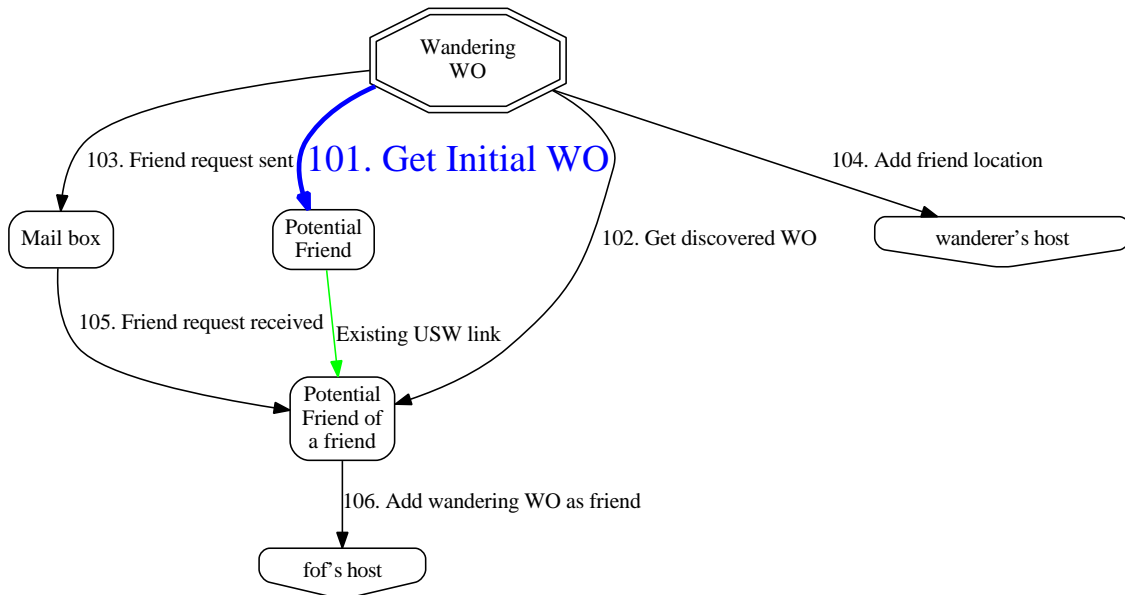 Wandering
WO
103. Friend request sent
101. Get Initial WO
104. Add friend location
Mail box
Potential
Friend
102. Get discovered WO
wanderer's host
105. Friend request received
Existing USW link
Potential
Friend of
a friend
106. Add wandering WO as friend
fof's host